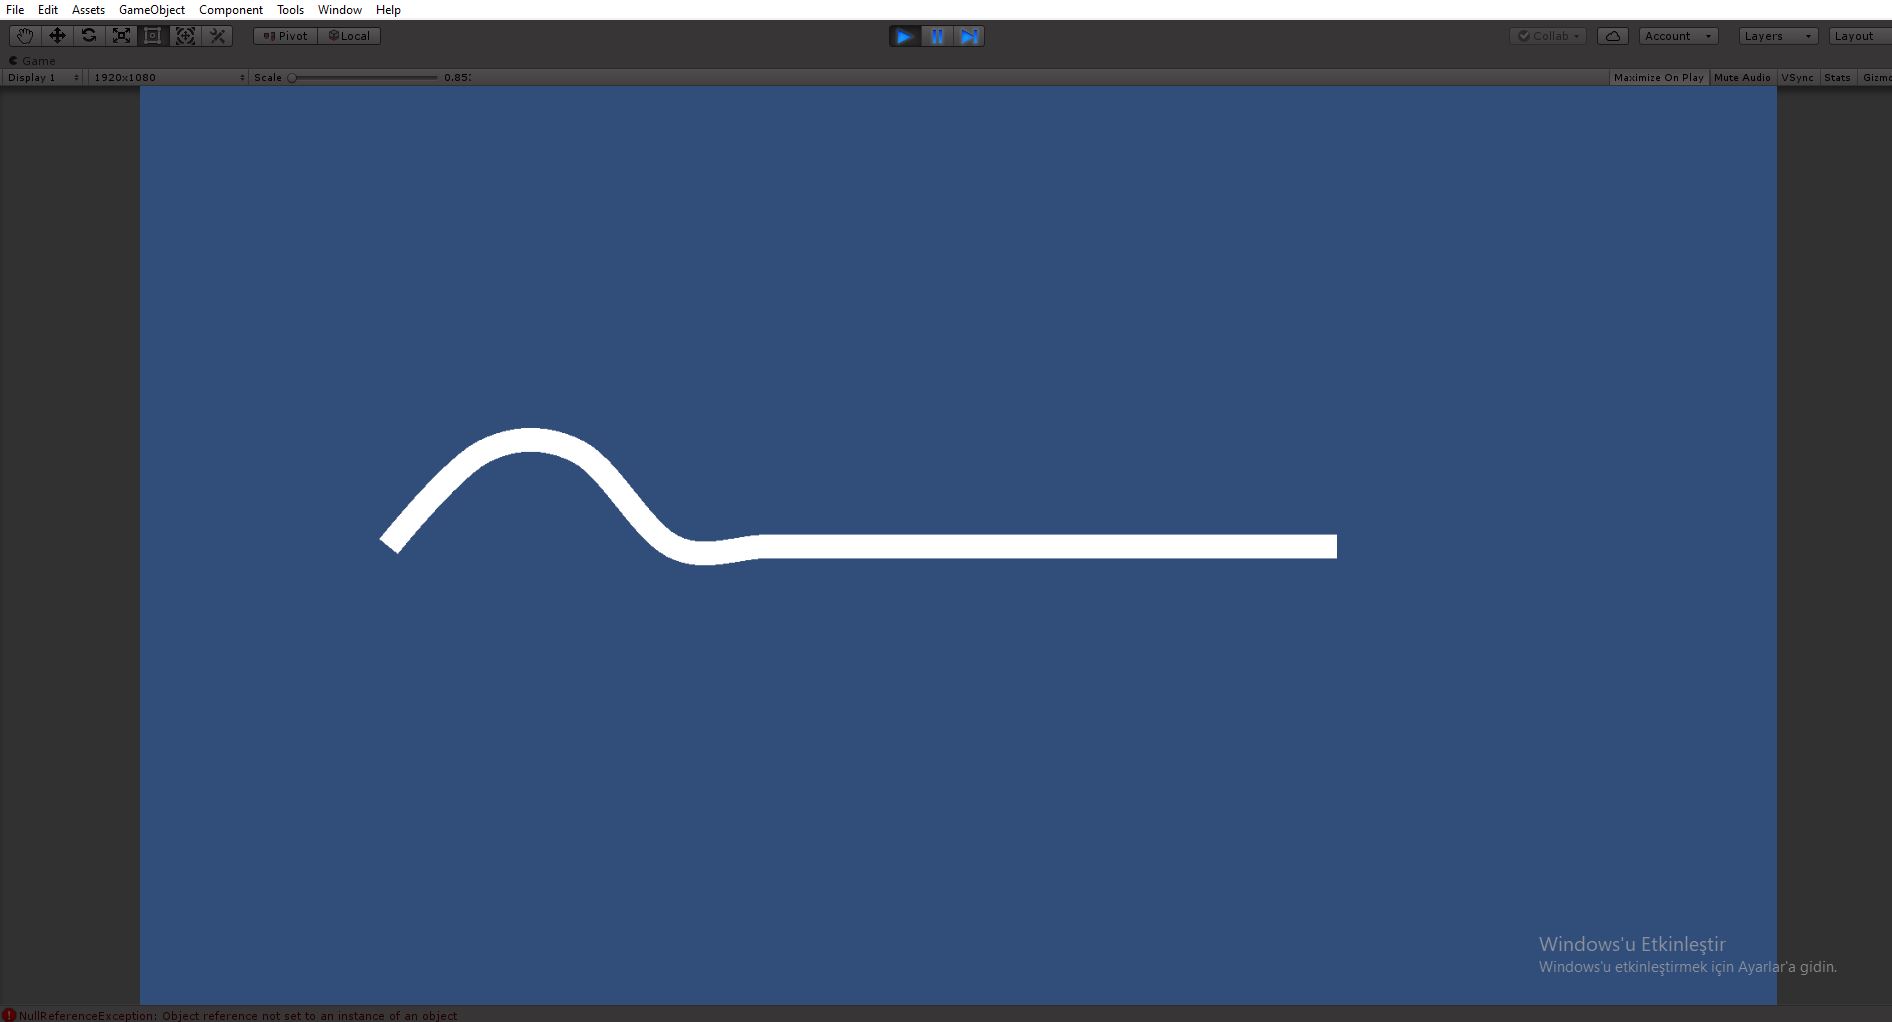 File Edit Assets GameObject Component Tools Window Help
Pivot Local Collab Account Layers Layout
Game
Display 1 1920x1080 Scale 0.85 Maximize On Play Mute Audio VSync Stats
Windows'u Etkinleştir
Windows'u etkinleştirmek için Ayarlar'a gidin.
NullReferenceException: Object reference not set to an instance of an object